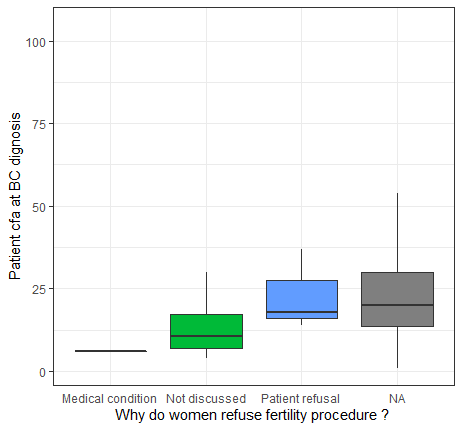 100
75
50
25
0
Patient cfa at BC dignosis
Medical condition Not discussed Patient refusal NA
Why do women refuse fertility procedure ?